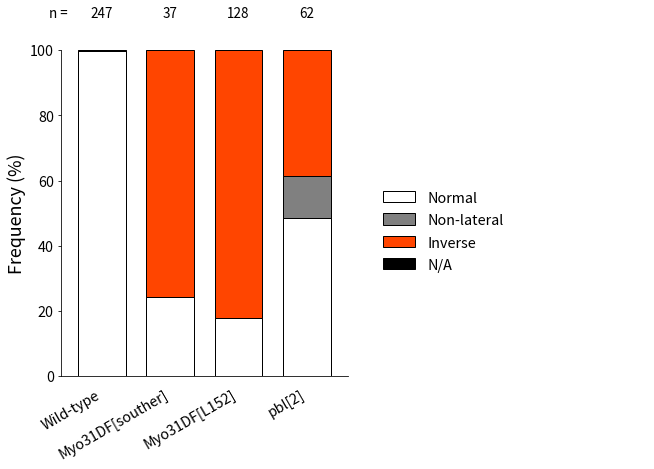 n = 247 37 128 62
100
80
60
40
20
0
Frequency (%)
Wild-type
Myo31DF[souther]
Myo31DF[L152]
pbl[2]
Normal
Non-lateral
Inverse
N/A